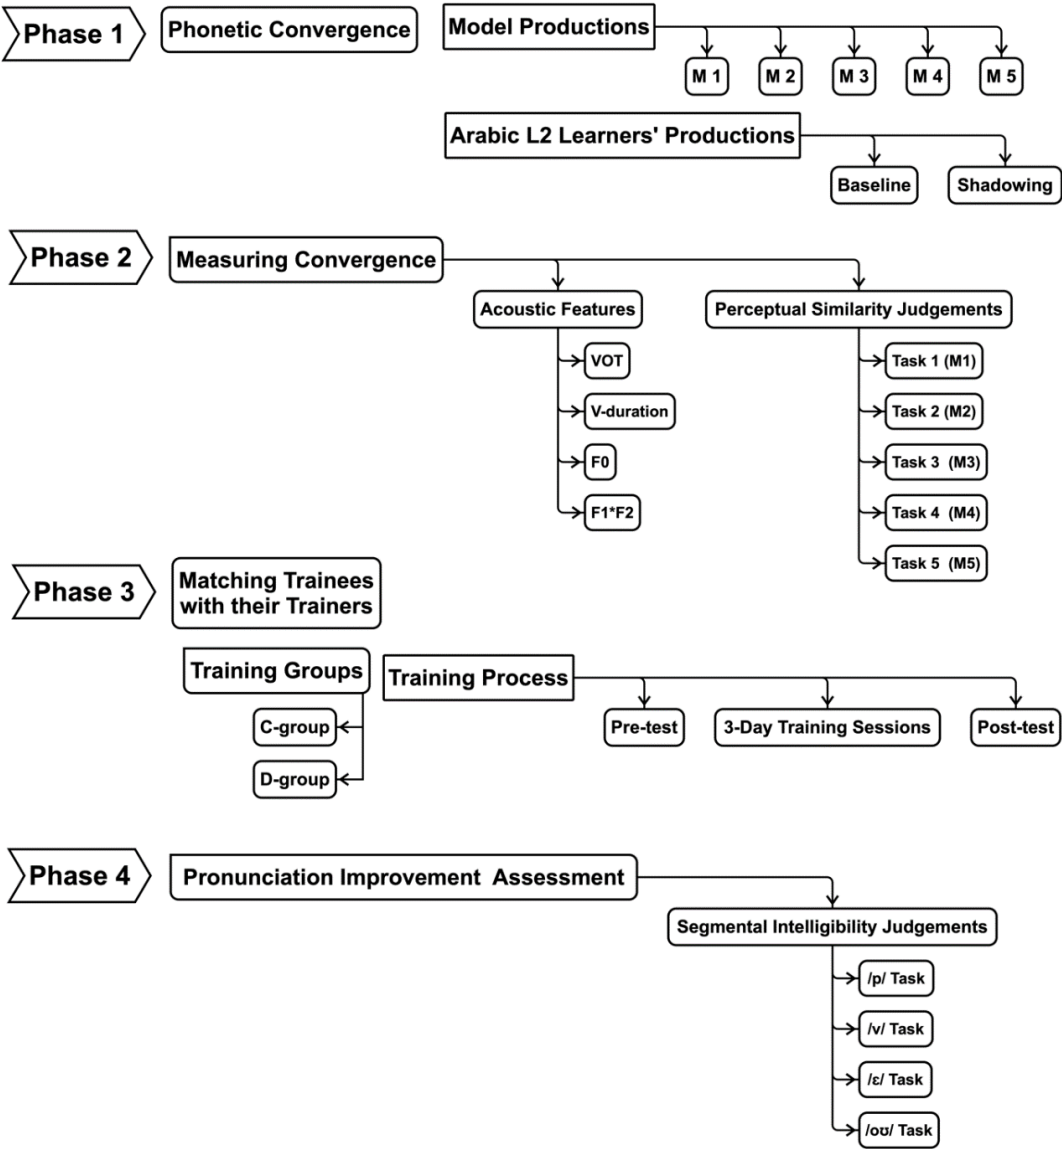 Phase 1
Phonetic Convergence
Model Productions
M 1
M 2
M 3
M 4
M 5
Arabic L2 Learners' Productions
Baseline
Shadowing
Phase 2
Measuring Convergence
Acoustic Features
Perceptual Similarity Judgements
VOT
V-duration
F0
F1*F2
Task 1 (M1)
Task 2 (M2)
Task 3 (M3)
Task 4 (M4)
Task 5 (M5)
Phase 3
Matching Trainees
with their Trainers
Training Groups
C-group
D-group
Training Process
Pre-test
3-Day Training Sessions
Post-test
Phase 4
Pronunciation Improvement Assessment
Segmental Intelligibility Judgements
/p/ Task
/v/ Task
/ɛ/ Task
/oʊ/ Task